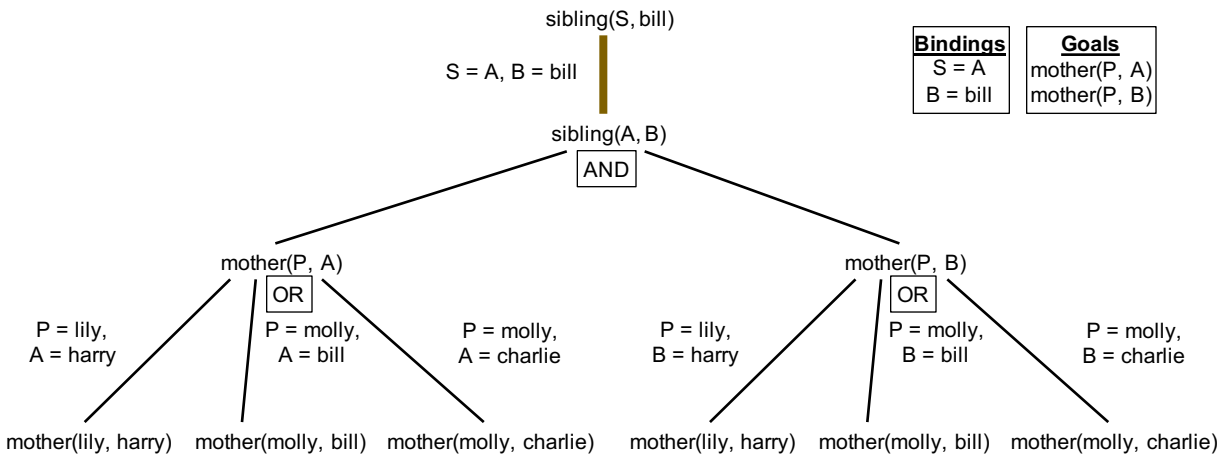 sibling(S, bill)
S = A, B = bill
Bindings
S = A
B = bill
Goals
mother(P, A)
mother(P, B)
sibling(A, B)
AND
mother(P, A)
OR
mother(P, B)
OR
P = lily,
A = harry
P = molly,
A = bill
P = molly,
A = charlie
P = lily,
B = harry
P = molly,
B = bill
P = molly,
B = charlie
mother(lily, harry)
mother(molly, bill)
mother(molly, charlie)
mother(lily, harry)
mother(molly, bill)
mother(molly, charlie)